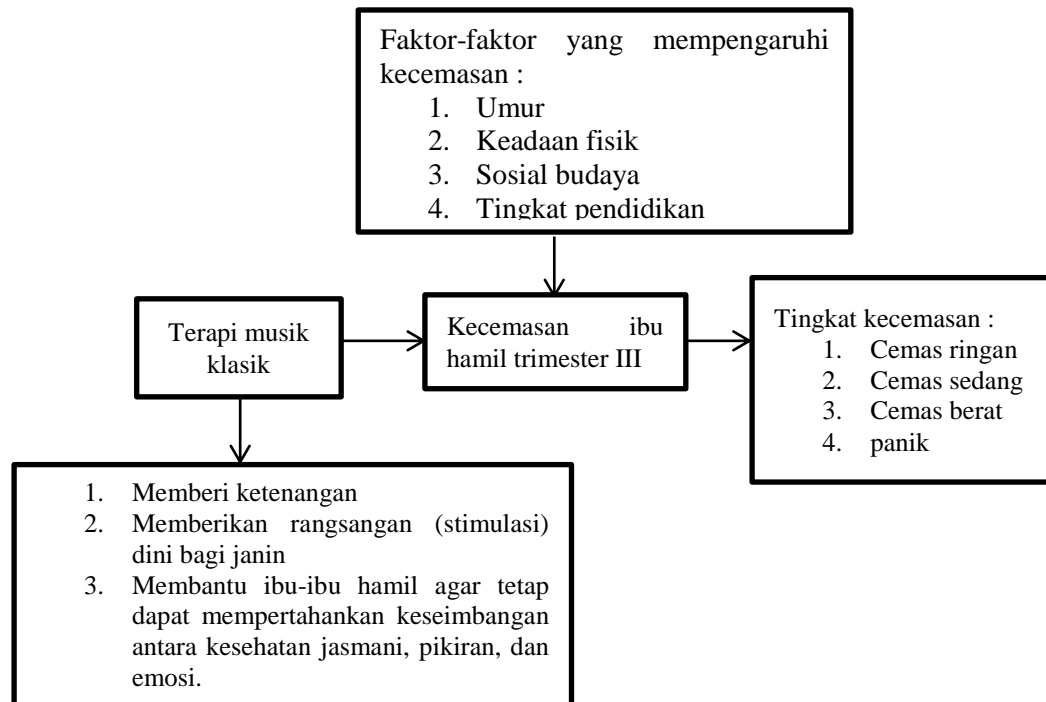 Faktor-faktor yang mempengaruhi
kecemasan :
1. Umur
2. Keadaan fisik
3. Sosial budaya
4. Tingkat pendidikan
Terapi musik
klasik
Kecemasan ibu
hamil trimester III
Tingkat kecemasan :
1. Cemas ringan
2. Cemas sedang
3. Cemas berat
4. panik
1. Memberi ketenangan
2. Memberikan rangsangan (stimulasi)
dini bagi janin
3. Membantu ibu-ibu hamil agar tetap
dapat mempertahankan keseimbangan
antara kesehatan jasmani, pikiran, dan
emosi.